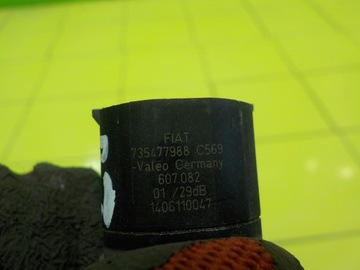 FIAT
735477988 C569
-Valeo Germany
607.082
01 /29dB
1406110047